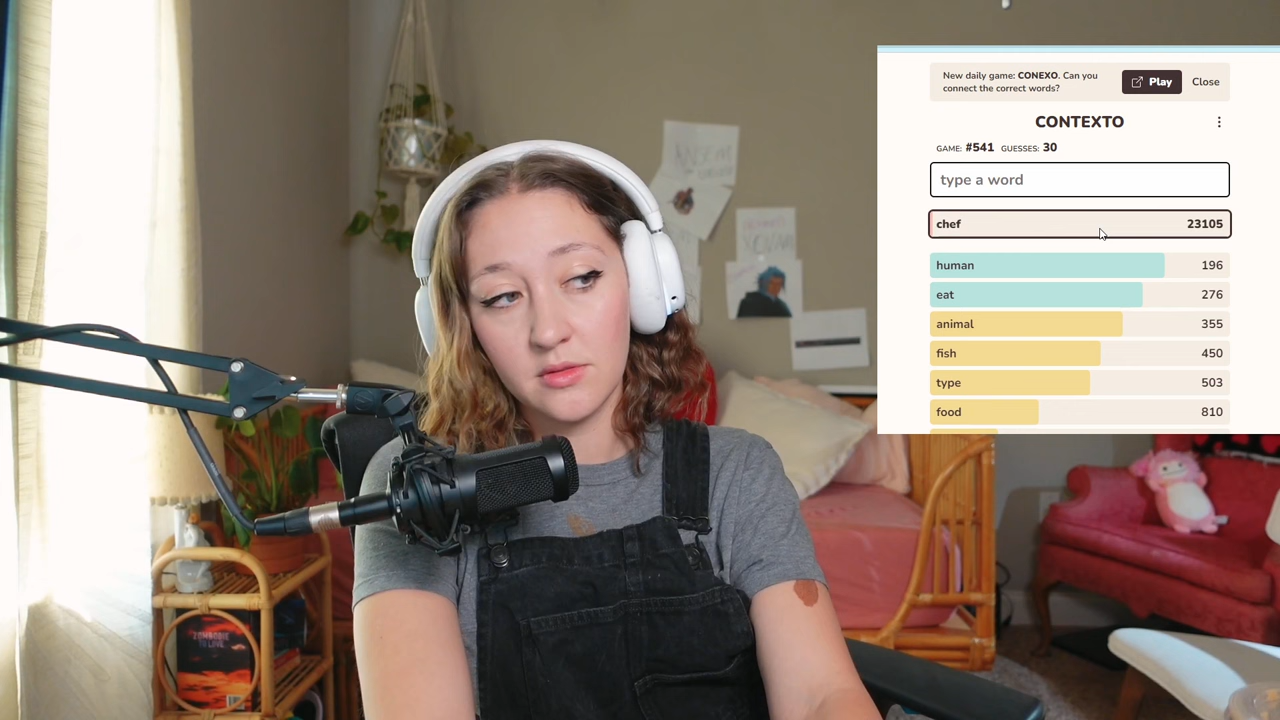 New daily game: CONEXO. Can you
connect the correct words?
Play
Close
CONTEXTO
GAME: #541 GUESSES: 30
type a word
chef 23105
human 196
eat 276
animal 355
fish 450
type 503
food 810